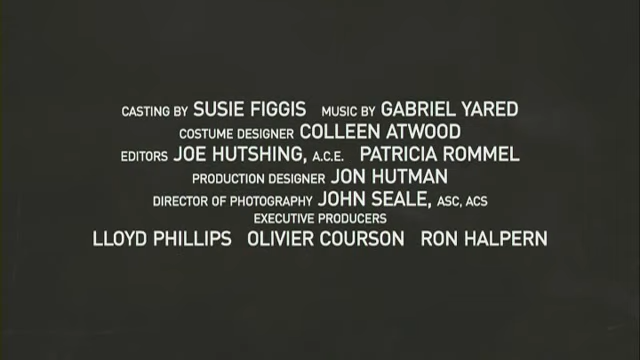 CASTING BY SUSIE FIGGIS MUSIC BY GABRIEL YARED
COSTUME DESIGNER COLLEEN ATWOOD
EDITORS JOE HUTSHING, A.C.E. PATRICIA ROMMEL
PRODUCTION DESIGNER JON HUTMAN
DIRECTOR OF PHOTOGRAPHY JOHN SEALE, ASC, ACS
EXECUTIVE PRODUCERS
LLOYD PHILLIPS OLIVIER COURSON RON HALPERN